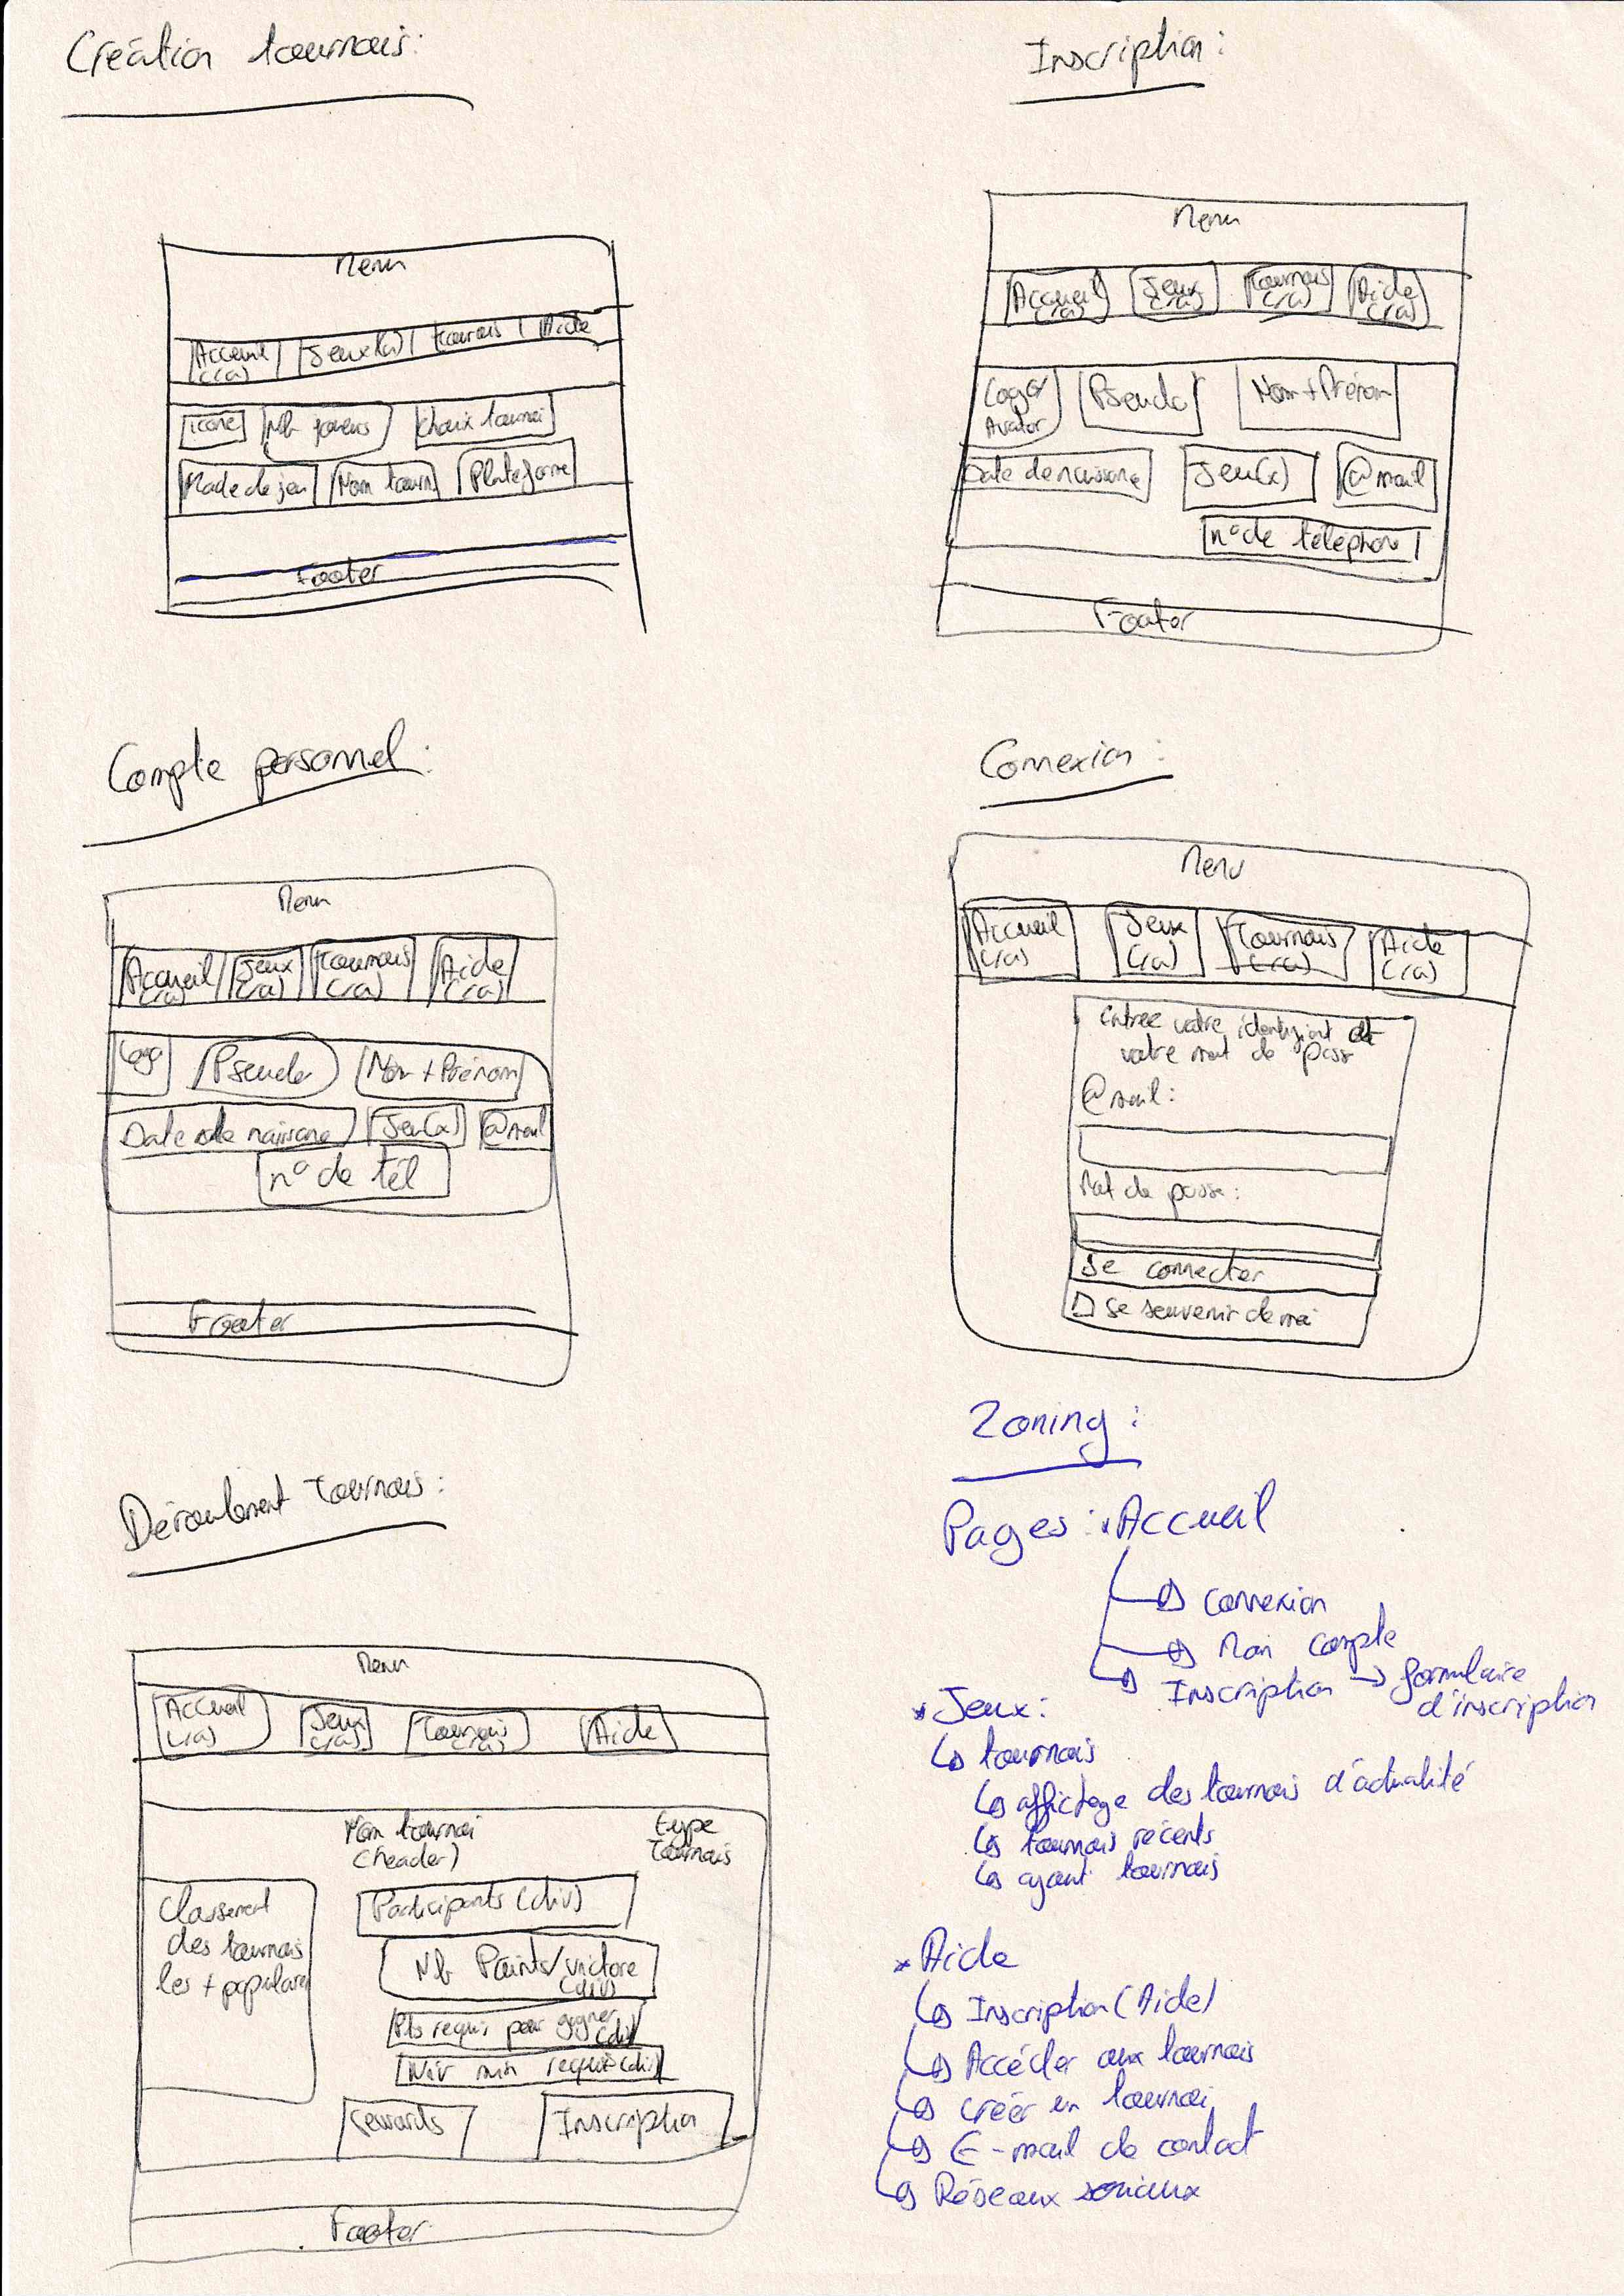 Création tournois:
Menu
Accueil | Jeux(a) | tournois | Aide
(/a)
icone
Nb joueurs
choix tournoi
Mode de jeu
Nom tourn
Plateforme
Footer
Inscription:
Menu
Accueil Jeux tournois Aide
(/a) (/a) (/a) (/a)
Logo
Avatar
Pseudo
Nom + Prénom
Date de naissance
Jeu(x)
@mail
n° de téléphone
Footer
Compte personnel:
Menu
Accueil Jeux tournois Aide
(/a) (/a) (/a) (/a)
Logo
Pseudo
Nom + Prénom
Date de naissance
Jeu(x)
@mail
n° de tél
Footer
Connexion:
Menu
Accueil Jeux tournois Aide
(/a) (/a) (/a) (/a)
Entrez votre identifiant et
votre mot de passe
@mail:
Mot de passe:
Se connecter
Se souvenir de moi
Déroulement tournois:
Menu
Accueil Jeux tournois Aide
(/a) (/a) (/a)
Nom tournoi
(header)
type
tournois
Classement
des tournois
les + populaires
Participants (div)
Nb Points/victore
(div)
Pts requis pour gagner
(div)
Niv min requis (div)
rewards
Inscription
Footer
Zoning:
Pages: * Accueil
connexion
Mon compte
Inscription → formulaire
d'inscription
* Jeux:
↳ tournois
↳ affichage des tournois d'actualité
↳ tournois récents
↳ ajout tournois
* Aide
↳ Inscription (Aide)
↳ Accéder aux tournois
↳ créer un tournoi
↳ E-mail de contact
↳ Réseaux sociaux